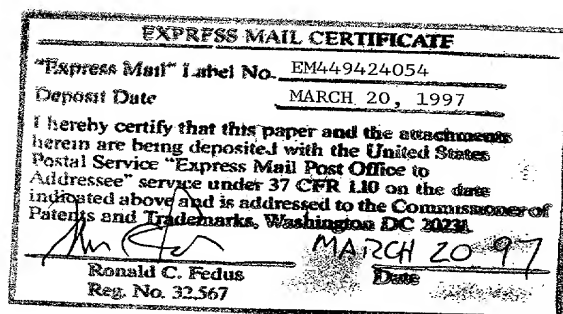 EXPRESS MAIL CERTIFICATE
"Express Mail" Label No. EM449424054
Deposit Date MARCH 20, 1997
I hereby certify that this paper and the attachments
herein are being deposited with the United States
Postal Service "Express Mail Post Office to
Addressee" service under 37 CFR 1.10 on the date
indicated above and is addressed to the Commissioner of
Patents and Trademarks, Washington DC 20231.
MARCH 20 97
Ronald C. Fedus Date
Reg. No. 32,567